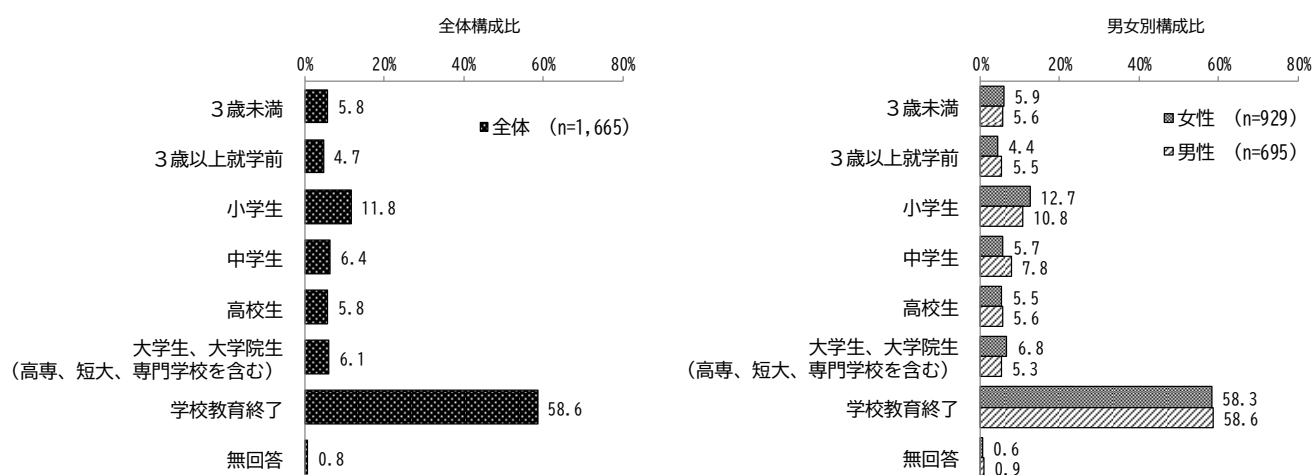 全体構成比
0% 20% 40% 60% 80%
３歳未満 5.8
全体 (n=1,665)
３歳以上就学前 4.7
小学生 11.8
中学生 6.4
高校生 5.8
大学生、大学院生
（高専、短大、専門学校を含む） 6.1
学校教育終了 58.6
無回答 0.8
男女別構成比
0% 20% 40% 60% 80%
３歳未満 5.9
5.6
女性 (n=929)
男性 (n=695)
３歳以上就学前 4.4
5.5
小学生 12.7
10.8
中学生 5.7
7.8
高校生 5.5
5.6
大学生、大学院生
（高専、短大、専門学校を含む） 6.8
5.3
学校教育終了 58.3
58.6
無回答 0.6
0.9